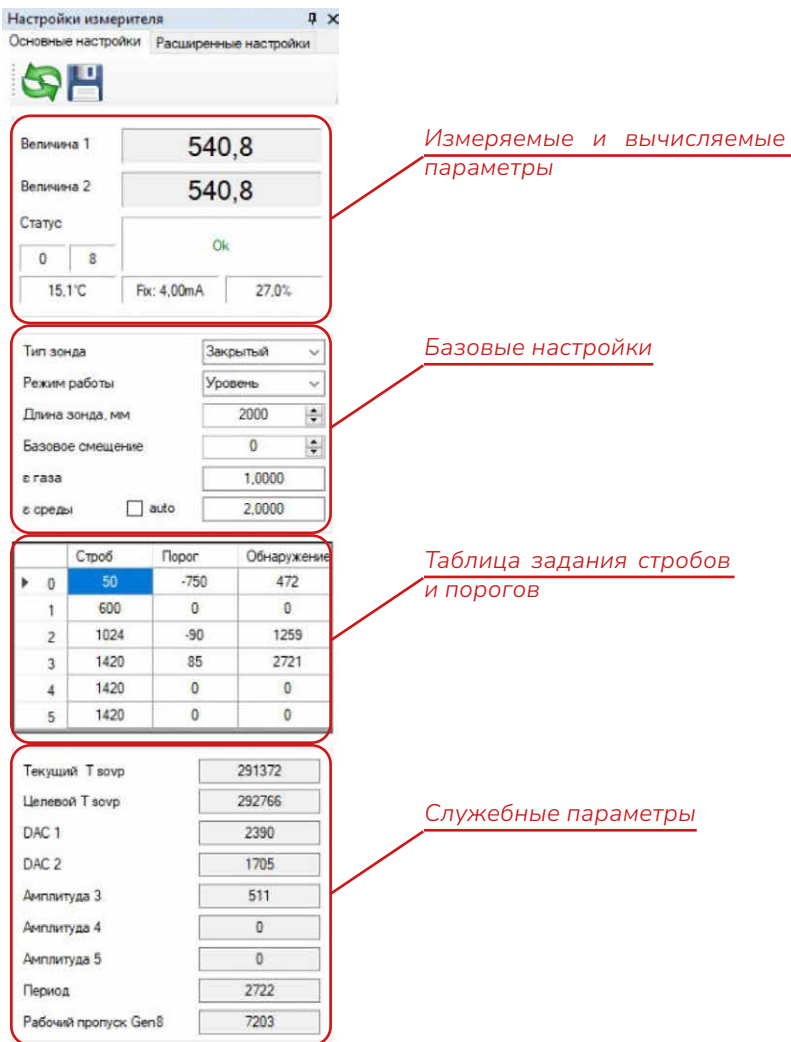 Настройки измерителя
Основные настройки Расширенные настройки
Величина 1 540,8
Величина 2 540,8
Статус
Ok
0 8
15,1°C Fix: 4,00mA 27,0%
Измеряемые и вычисляемые
параметры
Тип зонда Закрытый
Режим работы Уровень
Длина зонда, мм 2000
Базовое смещение 0
ε газа 1,0000
ε среды auto 2,0000
Базовые настройки
Строб Порог Обнаружение
0 50 -750 472
1 600 0 0
2 1024 -90 1259
3 1420 85 2721
4 1420 0 0
5 1420 0 0
Таблица задания стробов
и порогов
Текущий T sovp 291372
Целевой T sovp 292766
DAC 1 2390
DAC 2 1705
Амплитуда 3 511
Амплитуда 4 0
Амплитуда 5 0
Период 2722
Рабочий пропуск Gen8 7203
Служебные параметры